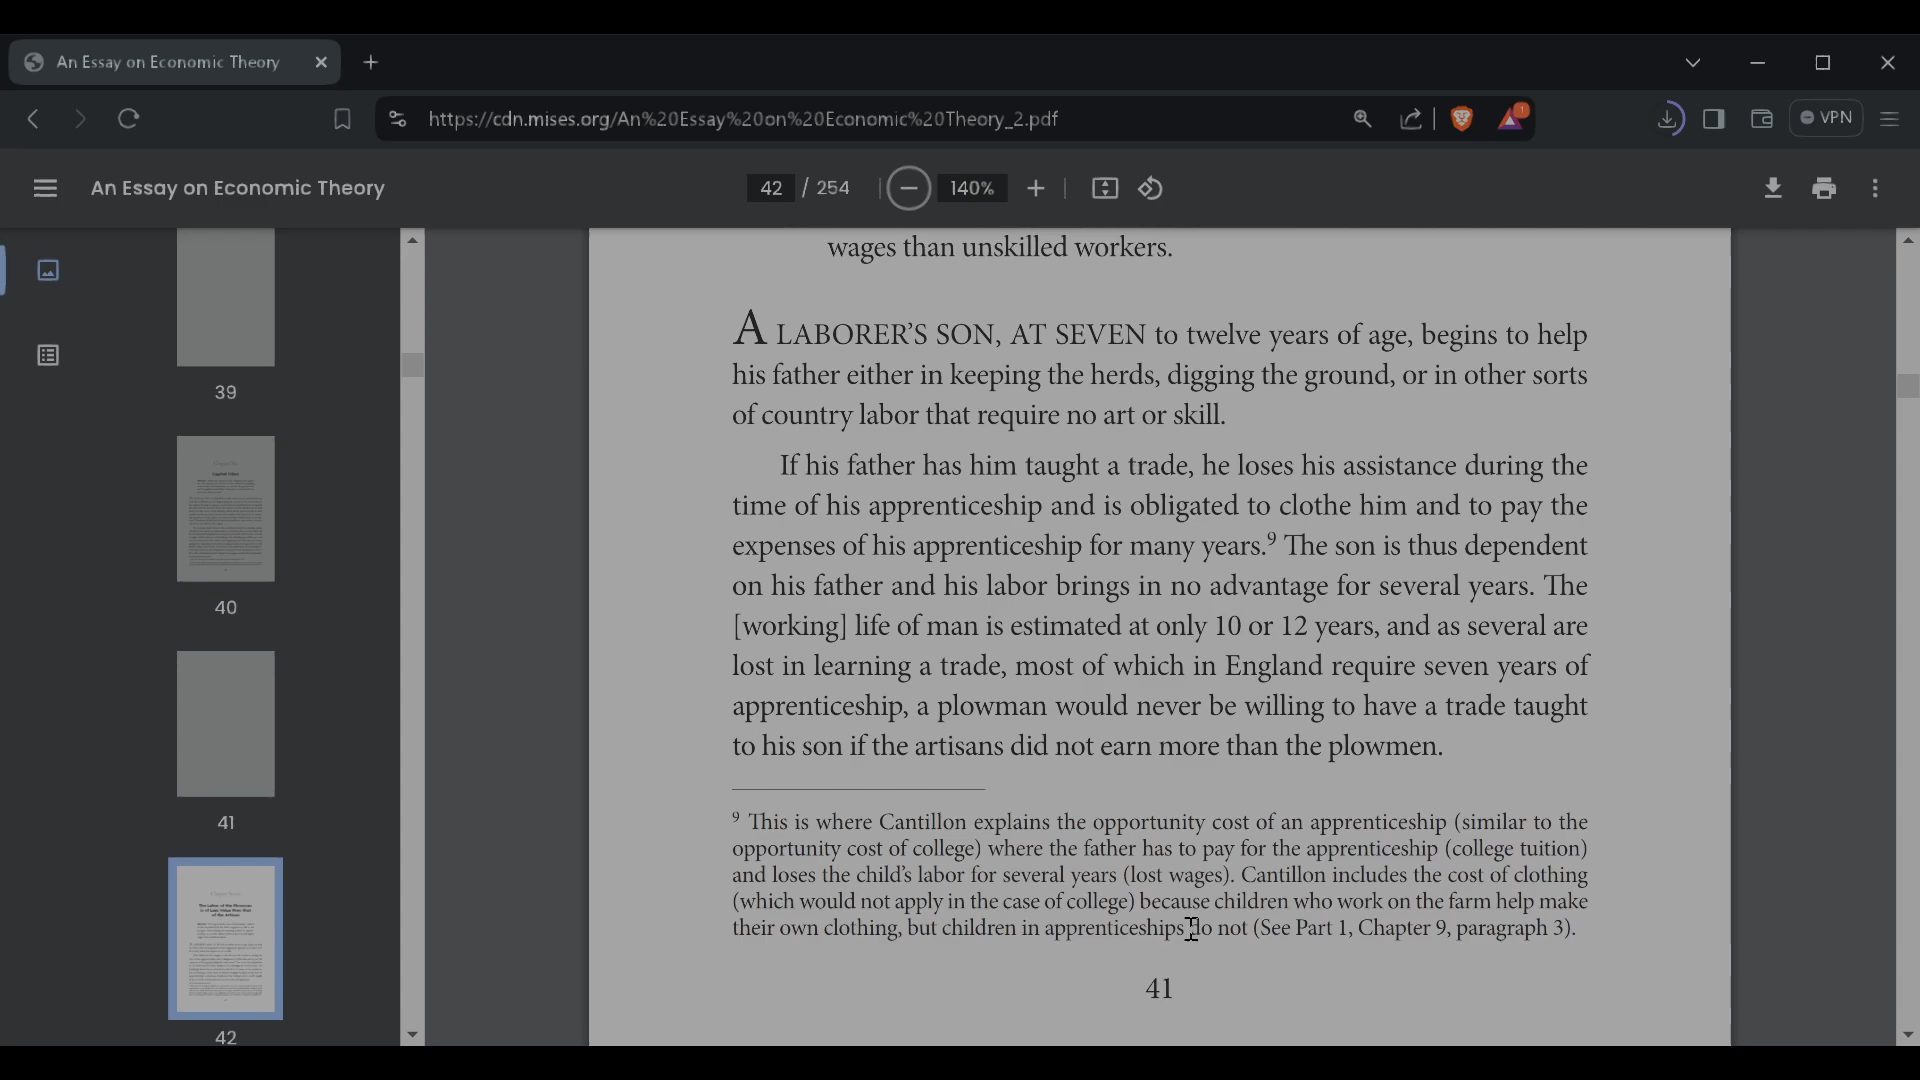 An Essay on Economic Theory
https://cdn.mises.org/An%20Essay%20on%20Economic%20Theory_2.pdf
1
VPN
An Essay on Economic Theory
42 / 254
140%
39
40
41
42
wages than unskilled workers.
A LABORER’S SON, AT SEVEN to twelve years of age, begins to help
his father either in keeping the herds, digging the ground, or in other sorts
of country labor that require no art or skill.
If his father has him taught a trade, he loses his assistance during the
time of his apprenticeship and is obligated to clothe him and to pay the
expenses of his apprenticeship for many years.⁹ The son is thus dependent
on his father and his labor brings in no advantage for several years. The
[working] life of man is estimated at only 10 or 12 years, and as several are
lost in learning a trade, most of which in England require seven years of
apprenticeship, a plowman would never be willing to have a trade taught
to his son if the artisans did not earn more than the plowmen.
⁹ This is where Cantillon explains the opportunity cost of an apprenticeship (similar to the
opportunity cost of college) where the father has to pay for the apprenticeship (college tuition)
and loses the child’s labor for several years (lost wages). Cantillon includes the cost of clothing
(which would not apply in the case of college) because children who work on the farm help make
their own clothing, but children in apprenticeships do not (See Part 1, Chapter 9, paragraph 3).
41